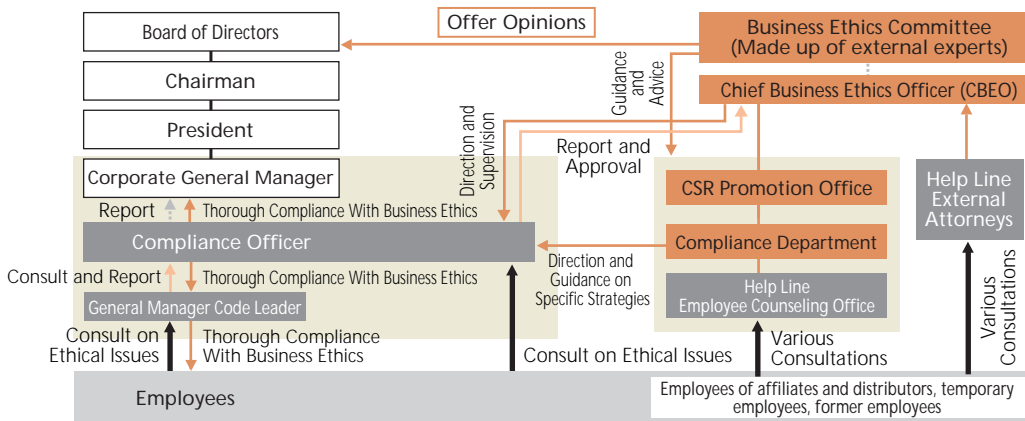 Board of Directors
Chairman
President
Corporate General Manager
Report
Thorough Compliance With Business Ethics
Compliance Officer
Consult and Report
Thorough Compliance With Business Ethics
General Manager Code Leader
Consult on
Ethical Issues
Thorough Compliance
With Business Ethics
Offer Opinions
Business Ethics Committee
(Made up of external experts)
Guidance
and
Advice
Chief Business Ethics Officer (CBEO)
Direction and
Supervision
Report and
Approval
CSR Promotion Office
Compliance Department
Help Line
Employee Counseling Office
Direction and
Guidance on
Specific Strategies
Help Line
External
Attorneys
Consult on Ethical Issues
Various
Consultations
Various
Consultations
Employees
Employees of affiliates and distributors, temporary
employees, former employees